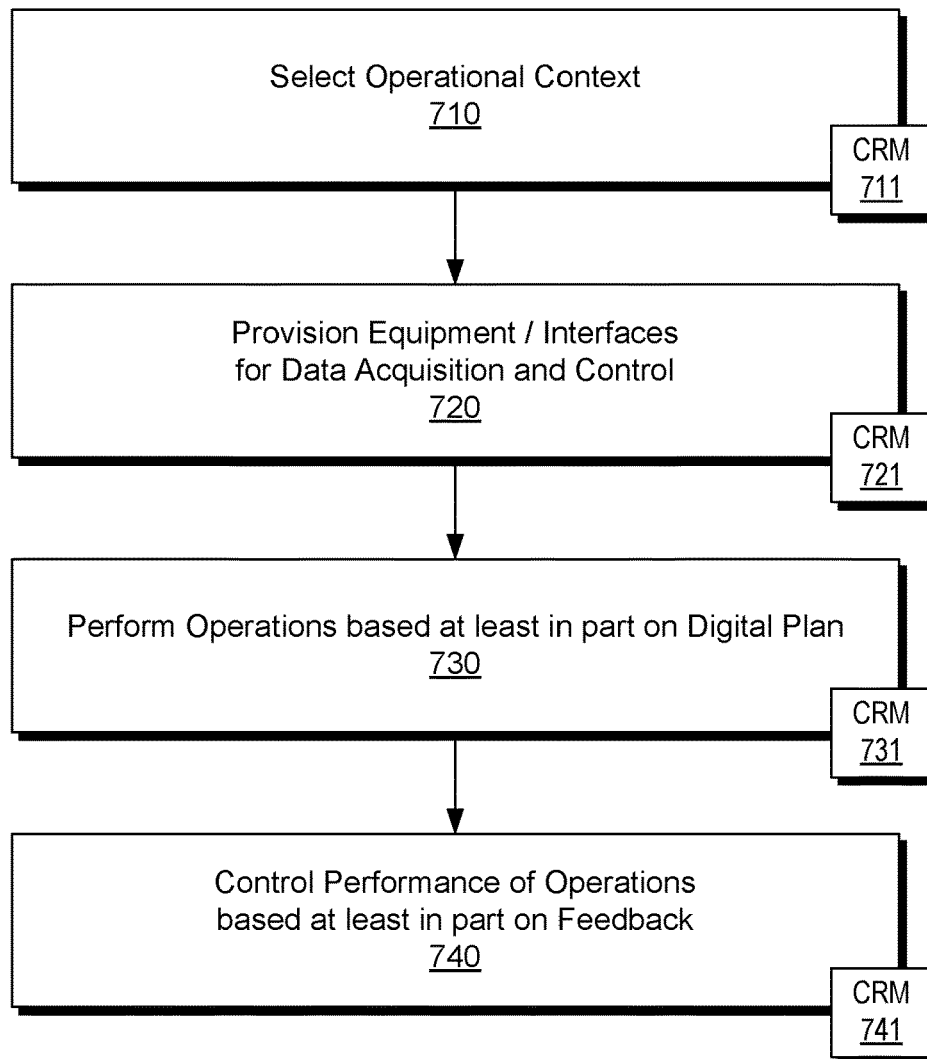 Select Operational Context
710
CRM
711
Provision Equipment / Interfaces
for Data Acquisition and Control
720
CRM
721
Perform Operations based at least in part on Digital Plan
730
CRM
731
Control Performance of Operations
based at least in part on Feedback
740
CRM
741